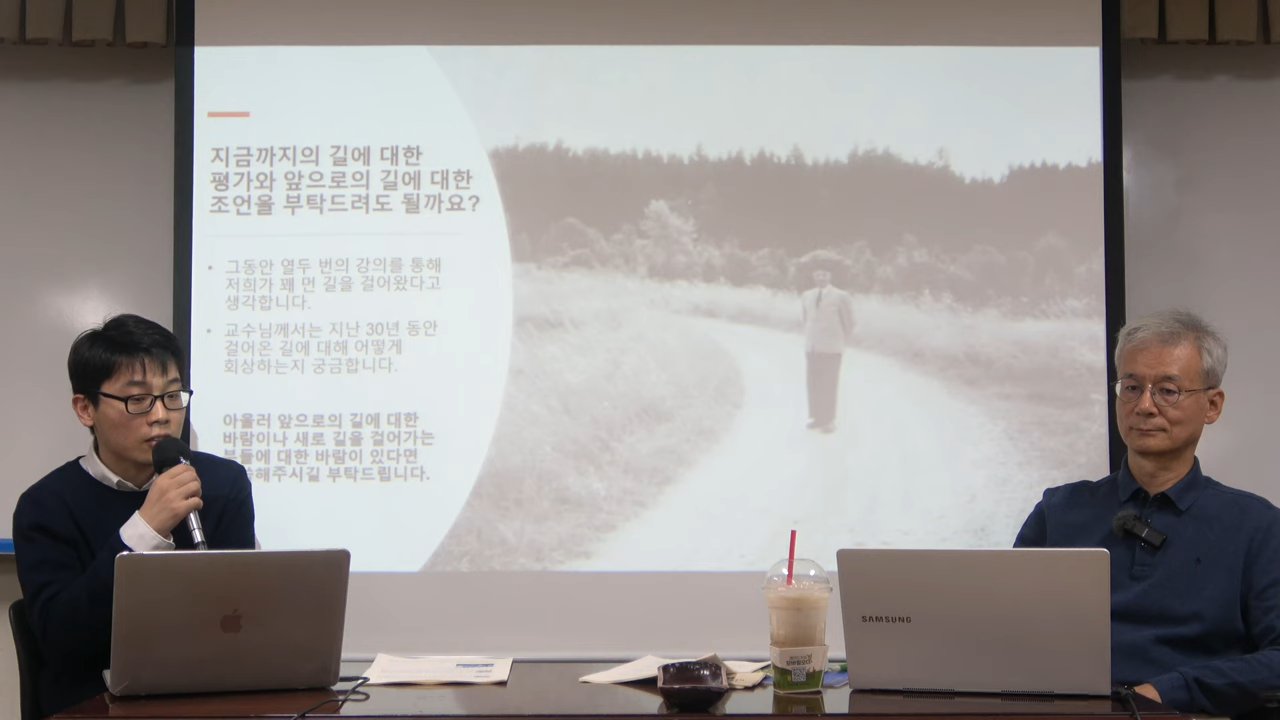 지금까지의 길에 대한
평가와 앞으로의 길에 대한
조언을 부탁드려도 될까요?
• 그동안 열두 번의 강의를 통해
저희가 꽤 먼 길을 걸어왔다고
생각합니다.
• 교수님께서는 지난 30년 동안
걸어온 길에 대해 어떻게
회상하는지 궁금합니다.
아울러 앞으로의 길에 대한
바람이나 새로 길을 걸어가는
분들에 대한 바람이 있다면
해주시길 부탁드립니다.
SAMSUNG